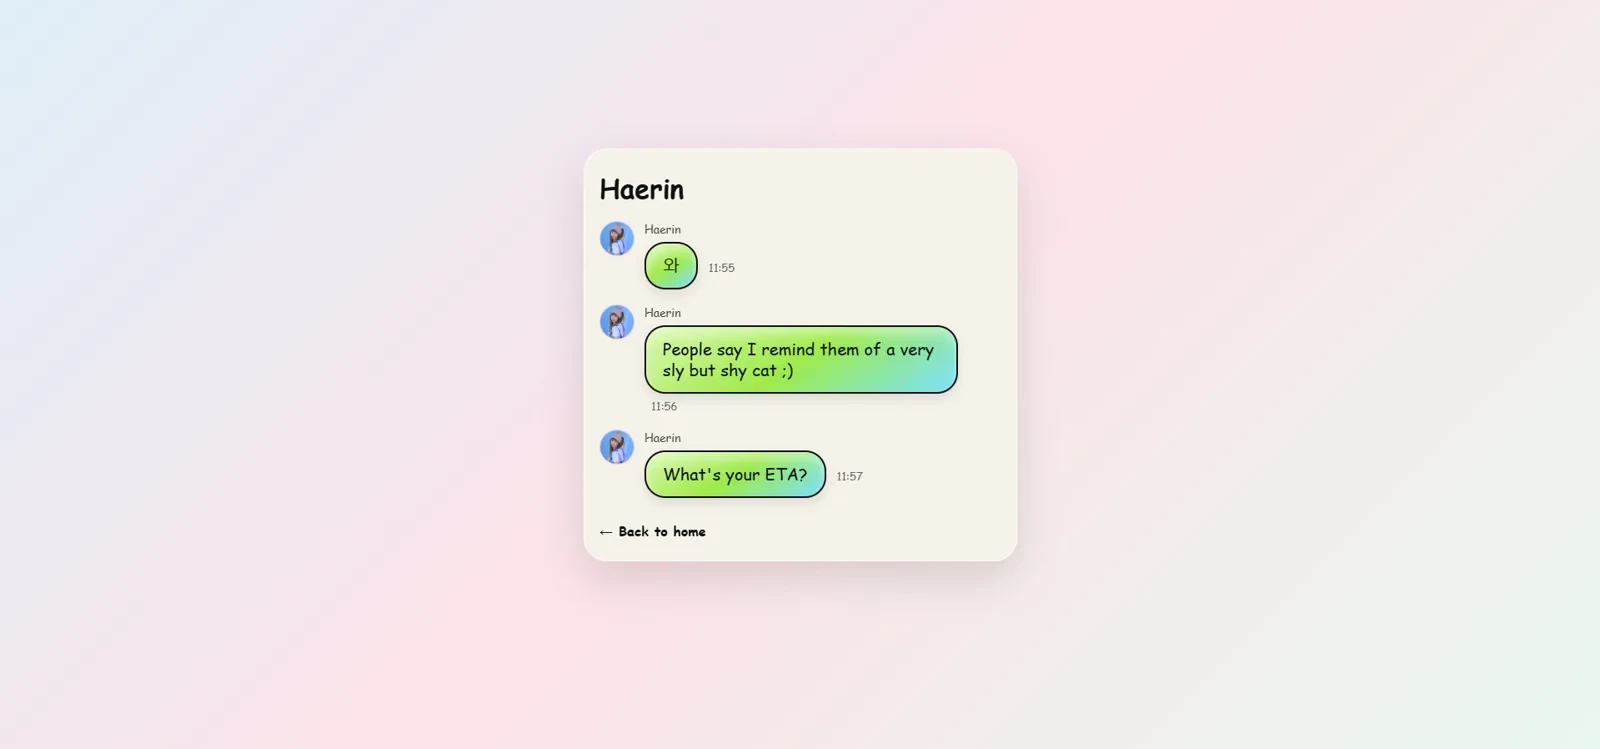 Haerin
Haerin
와
11:55
Haerin
People say I remind them of a very
sly but shy cat ;)
11:56
Haerin
What's your ETA?
11:57
← Back to home